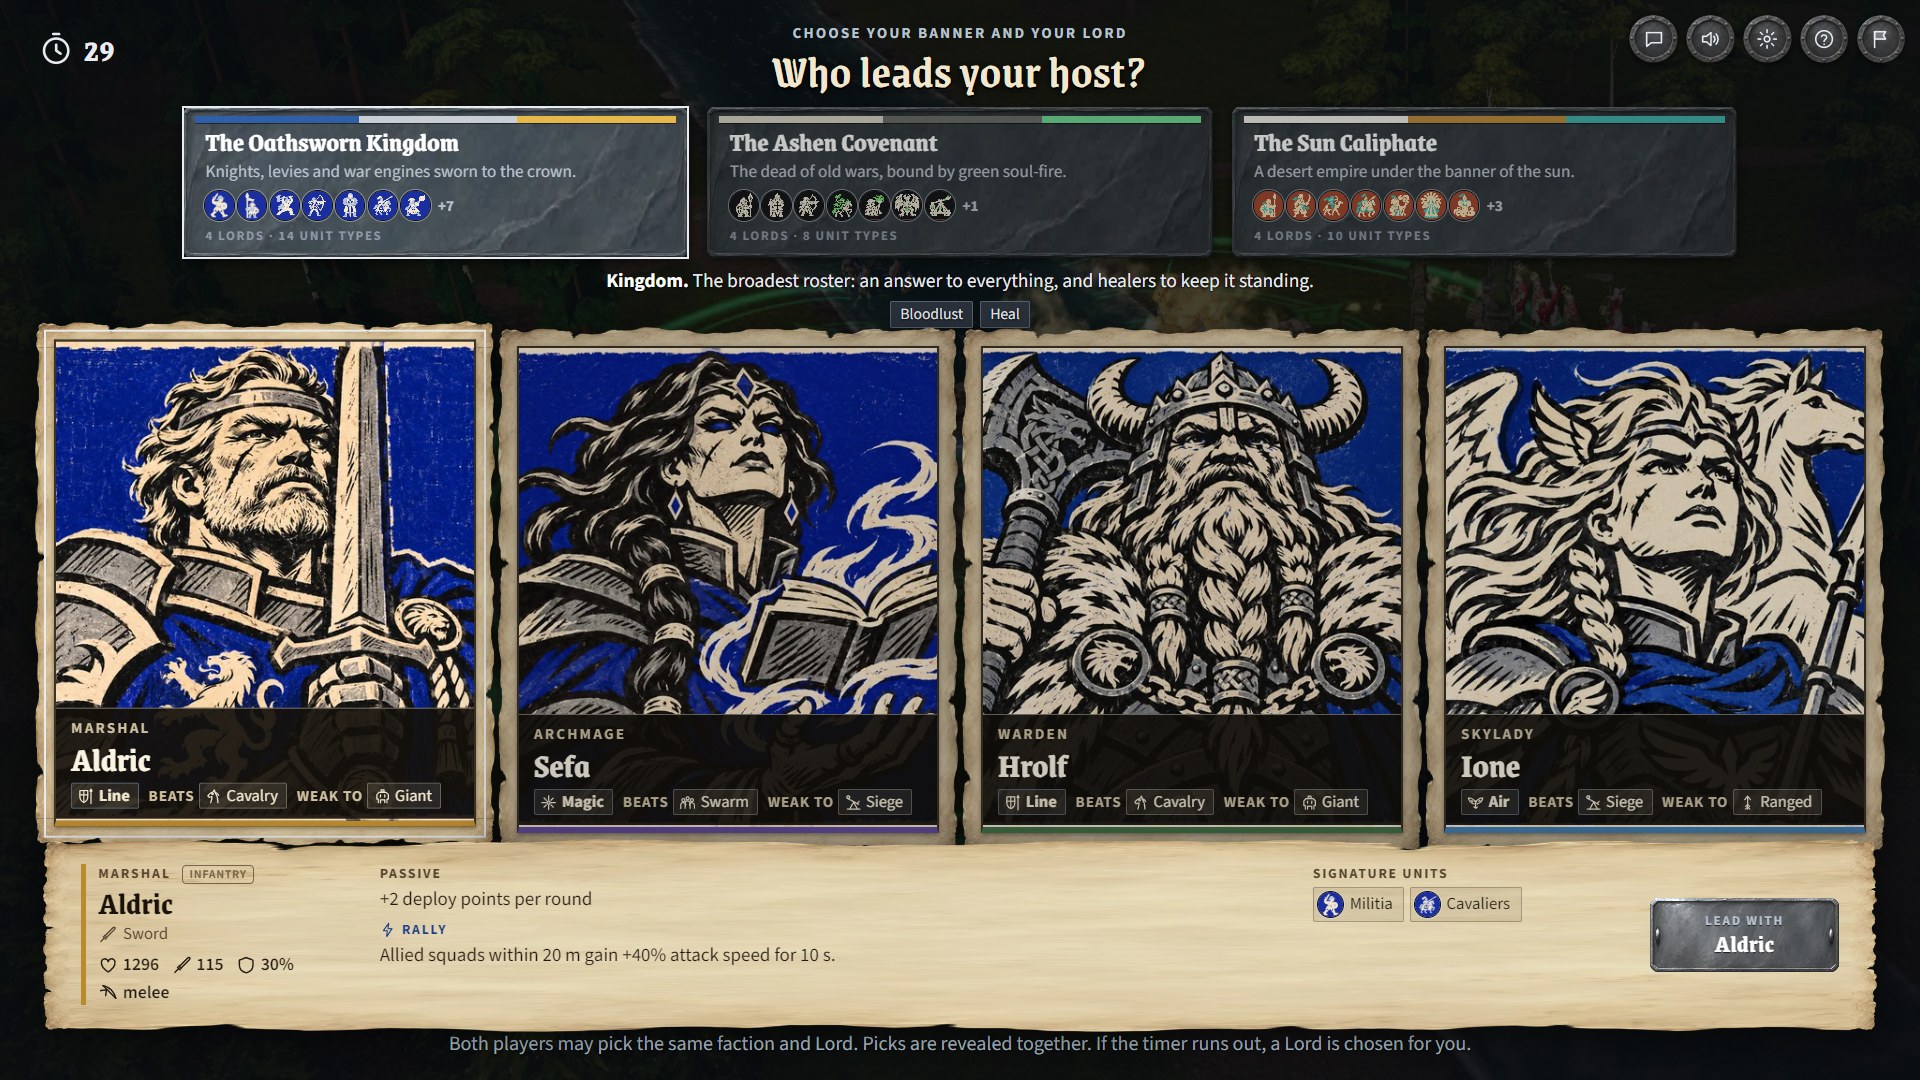 29
CHOOSE YOUR BANNER AND YOUR LORD
Who leads your host?
The Oathsworn Kingdom
Knights, levies and war engines sworn to the crown.
+7
4 LORDS · 14 UNIT TYPES
The Ashen Covenant
The dead of old wars, bound by green soul-fire.
+1
4 LORDS · 8 UNIT TYPES
The Sun Caliphate
A desert empire under the banner of the sun.
+3
4 LORDS · 10 UNIT TYPES
Kingdom. The broadest roster: an answer to everything, and healers to keep it standing.
Bloodlust Heal
MARSHAL
Aldric
Line BEATS Cavalry WEAK TO Giant
ARCHMAGE
Sefa
Magic BEATS Swarm WEAK TO Siege
WARDEN
Hrolf
Line BEATS Cavalry WEAK TO Giant
SKYLADY
Ione
Air BEATS Siege WEAK TO Ranged
MARSHAL INFANTRY
Aldric
Sword
1296 115 30%
melee
PASSIVE
+2 deploy points per round
RALLY
Allied squads within 20 m gain +40% attack speed for 10 s.
SIGNATURE UNITS
Militia Cavaliers
LEAD WITH
Aldric
Both players may pick the same faction and Lord. Picks are revealed together. If the timer runs out, a Lord is chosen for you.